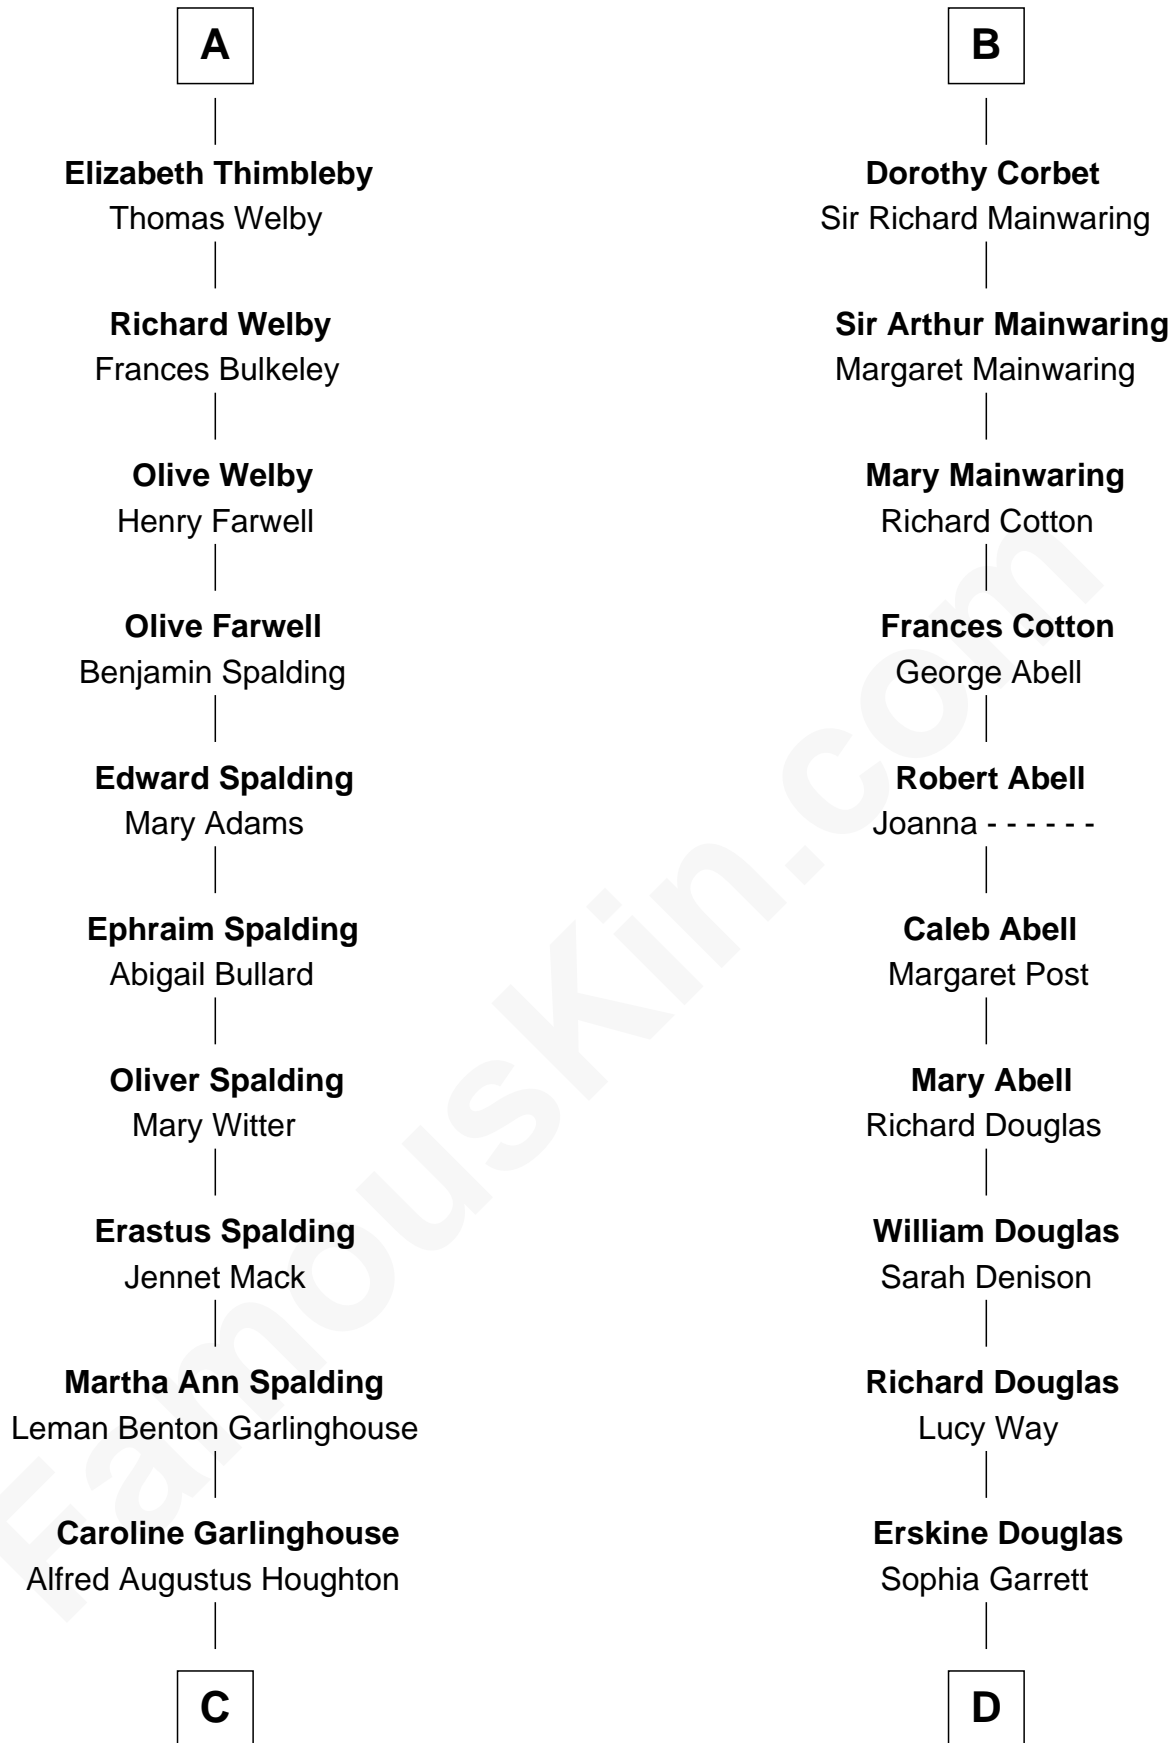 A
Elizabeth Thimbleby
Thomas Welby
Richard Welby
Frances Bulkeley
Olive Welby
Henry Farwell
Olive Farwell
Benjamin Spalding
Edward Spalding
Mary Adams
Ephraim Spalding
Abigail Bullard
Oliver Spalding
Mary Witter
Erastus Spalding
Jennet Mack
Martha Ann Spalding
Leman Benton Garlinghouse
Caroline Garlinghouse
Alfred Augustus Houghton
C
B
Dorothy Corbet
Sir Richard Mainwaring
Sir Arthur Mainwaring
Margaret Mainwaring
Mary Mainwaring
Richard Cotton
Frances Cotton
George Abell
Robert Abell
Joanna - - - - - -
Caleb Abell
Margaret Post
Mary Abell
Richard Douglas
William Douglas
Sarah Denison
Richard Douglas
Lucy Way
Erskine Douglas
Sophia Garrett
D
FamousKin.com